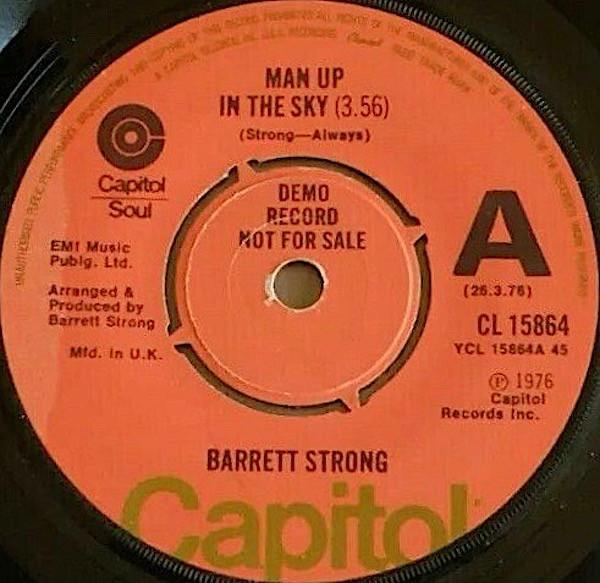 MAN UP
IN THE SKY (3.56)
(Strong—Always)
Capitol
Soul
DEMO
RECORD
NOT FOR SALE
A
(26.3.76)
EMI Music
Publg. Ltd.
Arranged &
Produced by
Barrett Strong
Mfd. in U.K.
CL 15864
YCL 15864A 45
Ⓟ 1976
Capitol
Records Inc.
BARRETT STRONG
Capitol